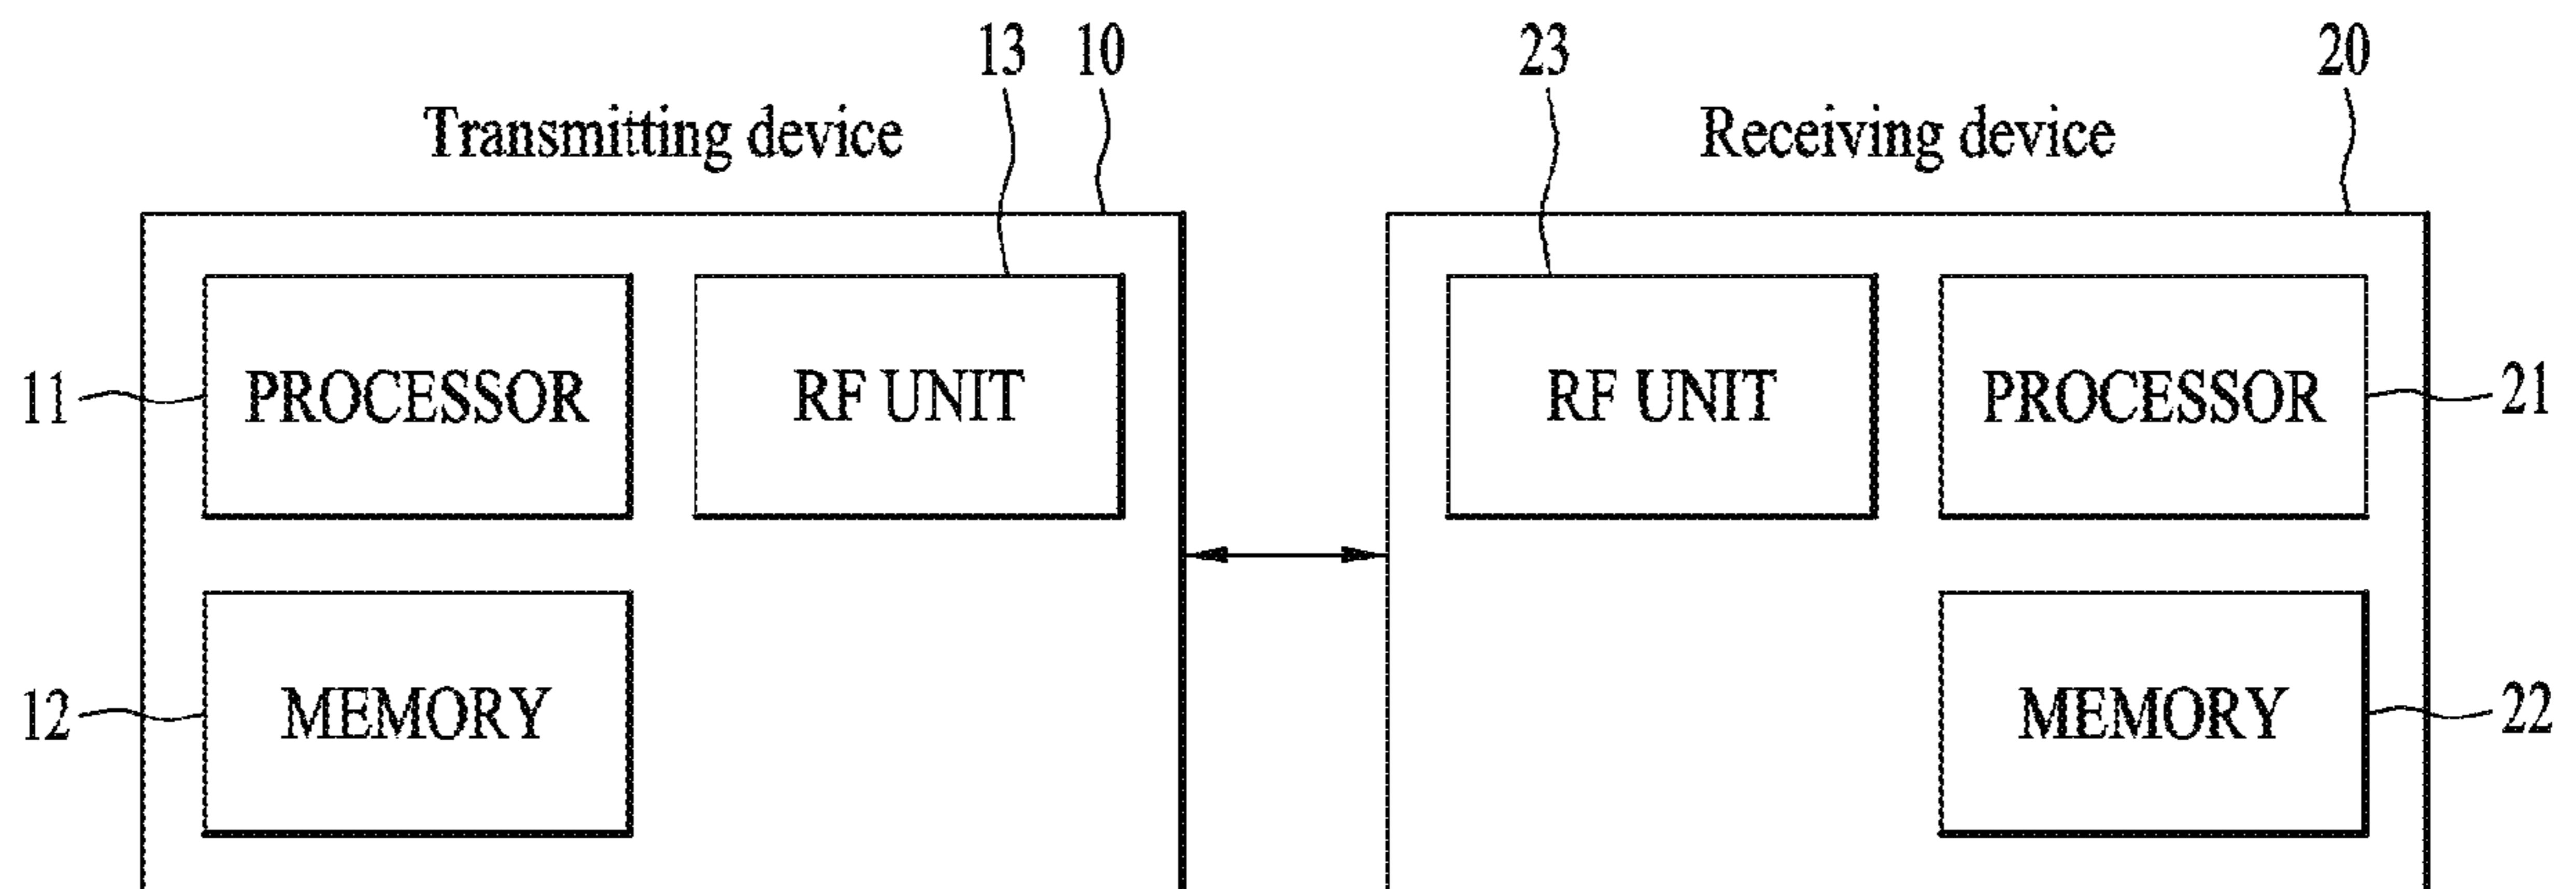 13 10 23 20
Transmitting device Receiving device
PROCESSOR RF UNIT RF UNIT PROCESSOR
11 21
MEMORY MEMORY
12 22